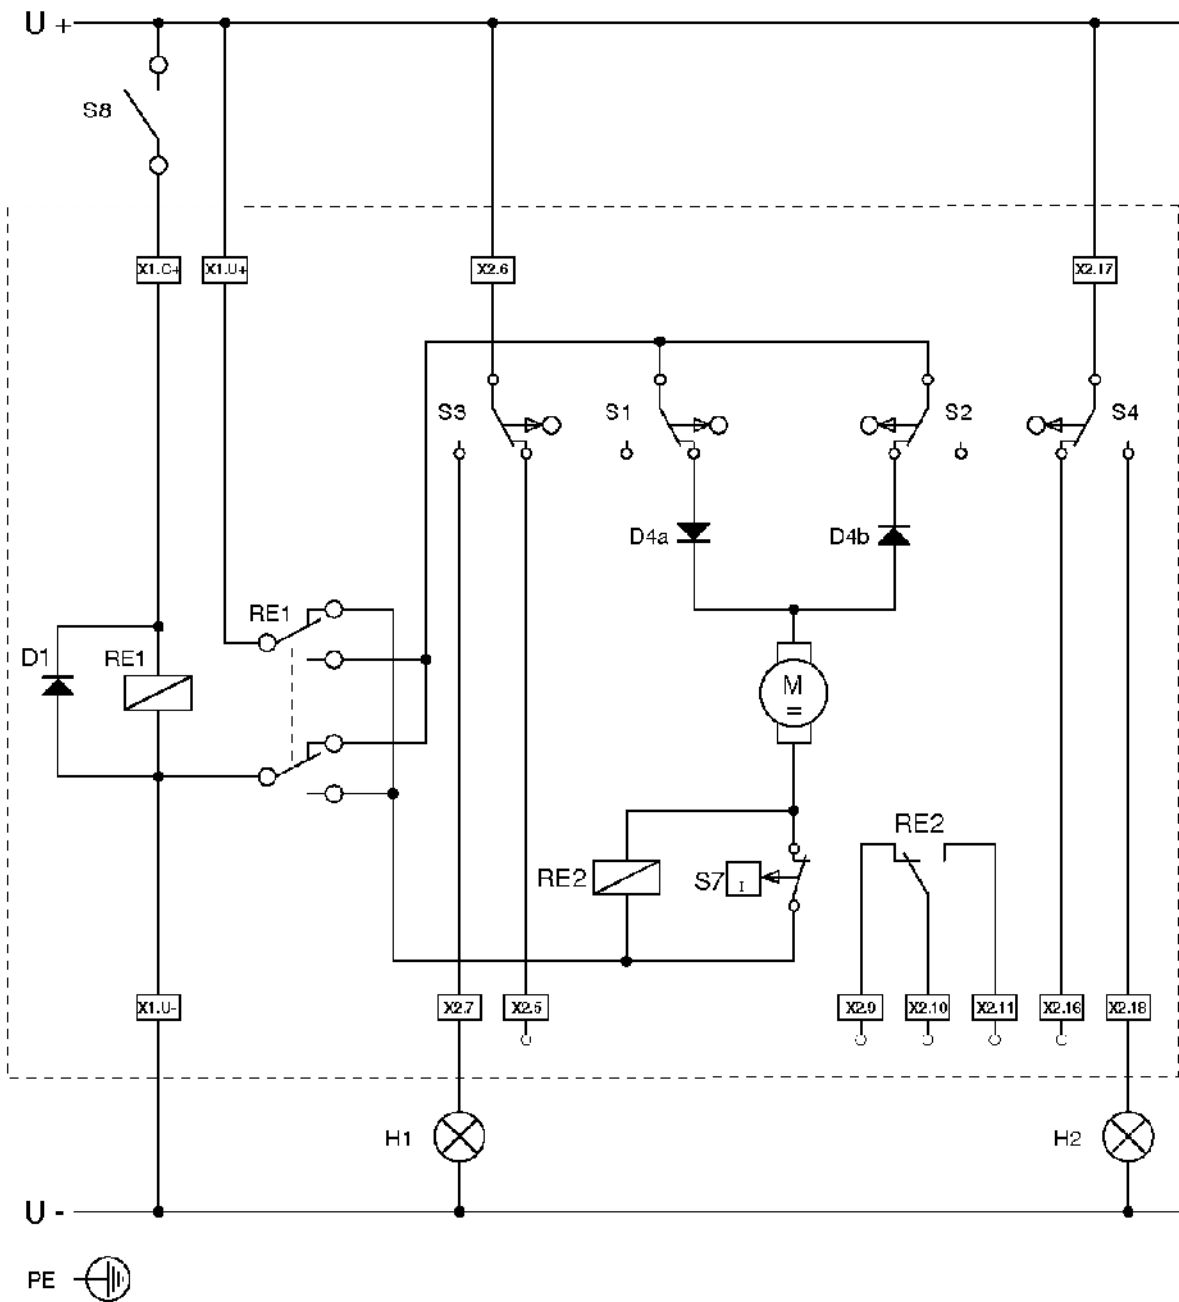 U +
S8
X1.C+ X1.U+ X2.6 X2.17
S3 S1 S2 S4
D4a D4b
RE1
D1 RE1
M
=
RE2
RE2 S7 I
X1.U- X2.7 X2.5 X2.9 X2.10 X2.11 X2.16 X2.18
H1 H2
U -
PE